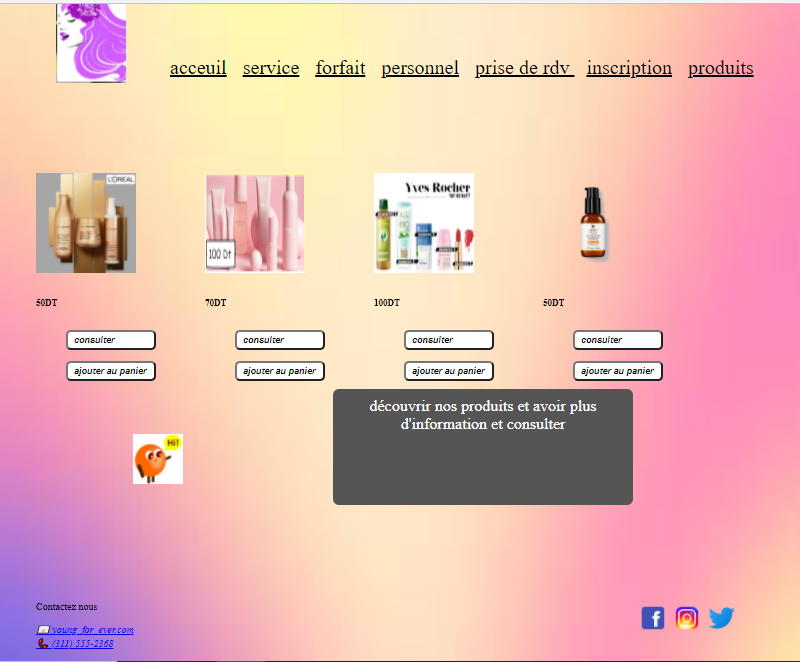 acceuil service forfait personnel prise de rdv inscription produits
L'ORÉAL
100 Dt
Yves Rocher
50DT
70DT
100DT
50DT
consulter
consulter
consulter
consulter
ajouter au panier
ajouter au panier
ajouter au panier
ajouter au panier
découvrir nos produits et avoir plus
d'information et consulter
Hi!
Contactez nous
young_for_ever.com
(311) 555-2368